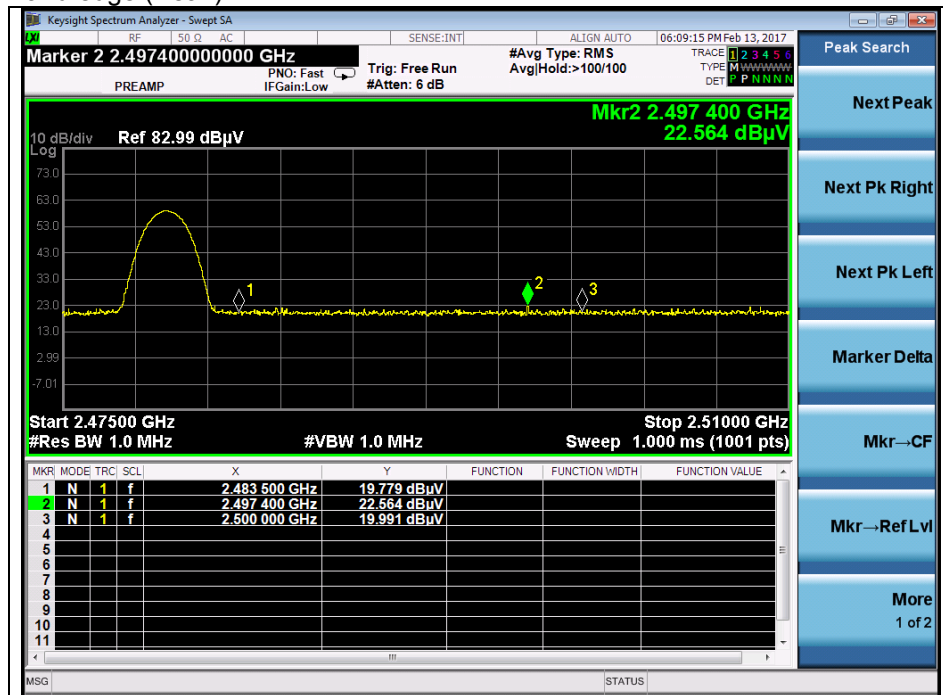 Keysight Spectrum Analyzer - Swept SA
LXI RF 50 Ω AC SENSE:INT ALIGN AUTO 06:09:15 PM Feb 13, 2017
Marker 2 2.497400000000 GHz
PREAMP
PNO: Fast
IFGain:Low
Trig: Free Run
#Atten: 6 dB
#Avg Type: RMS
Avg|Hold:>100/100
TRACE 1 2 3 4 5 6
TYPE M WWWWW
DET P P N N N N
Mkr2 2.497 400 GHz
22.564 dBµV
10 dB/div Ref 82.99 dBµV
Log
73.0
63.0
53.0
43.0
33.0
23.0
13.0
2.99
-7.01
1
2
3
Start 2.47500 GHz Stop 2.51000 GHz
#Res BW 1.0 MHz #VBW 1.0 MHz Sweep 1.000 ms (1001 pts)
MKR MODE TRC SCL X Y FUNCTION FUNCTION WIDTH FUNCTION VALUE
1 N 1 f 2.483 500 GHz 19.779 dBµV
2 N 1 f 2.497 400 GHz 22.564 dBµV
3 N 1 f 2.500 000 GHz 19.991 dBµV
4
5
6
7
8
9
10
11
MSG STATUS
Peak Search
Next Peak
Next Pk Right
Next Pk Left
Marker Delta
Mkr→CF
Mkr→Ref Lvl
More
1 of 2